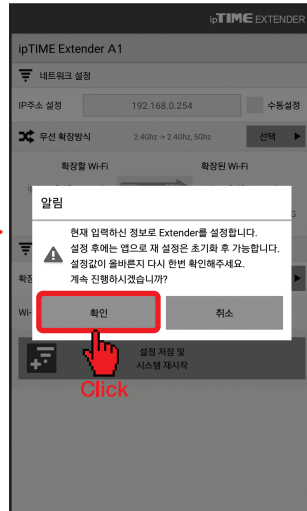 ipTIME EXTENDER
ipTIME Extender A1
네트워크 설정
IP주소 설정 192.168.0.254 수동설정
무선 확장방식 2.4Ghz -> 2.4Ghz, 5Ghz 선택
확장할 Wi-Fi 확장된 Wi-Fi
알림
현재 입력하신 정보로 Extender를 설정합니다.
설정 후에는 앱으로 재 설정은 초기화 후 가능합니다.
설정값이 올바른지 다시 한번 확인해주세요.
계속 진행하시겠습니까?
Wi-
확인 취소
설정 저장 및
시스템 재시작
Click